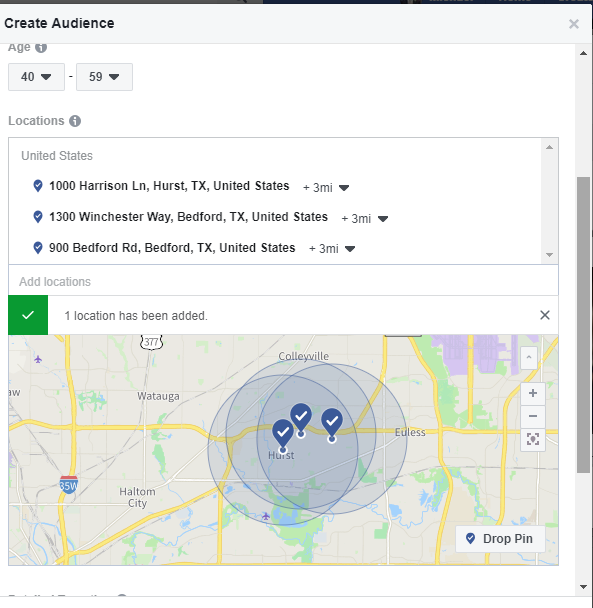 Create Audience
Age
40 - 59
Locations
United States
1000 Harrison Ln, Hurst, TX, United States + 3mi
1300 Winchester Way, Bedford, TX, United States + 3mi
900 Bedford Rd, Bedford, TX, United States + 3mi
Add locations
1 location has been added.
377
Colleyville
aw
Watauga
Euless
Hurst
35W
Haltom
City
Drop Pin